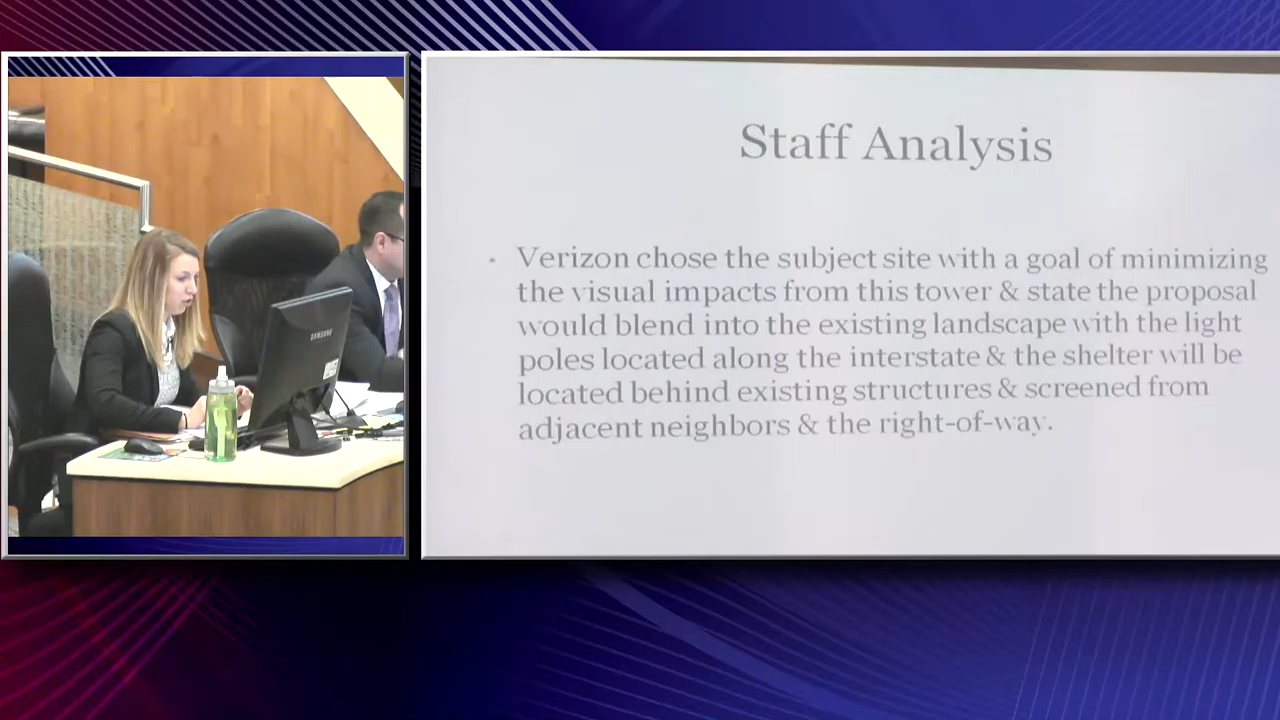 Staff Analysis
• Verizon chose the subject site with a goal of minimizing
the visual impacts from this tower & state the proposal
would blend into the existing landscape with the light
poles located along the interstate & the shelter will be
located behind existing structures & screened from
adjacent neighbors & the right-of-way.
SAMSUNG